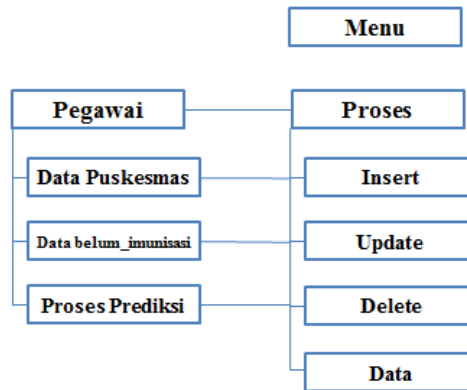 Menu
Pegawai
Proses
Data Puskesmas
Insert
Data belum_imunisasi
Update
Proses Prediksi
Delete
Data